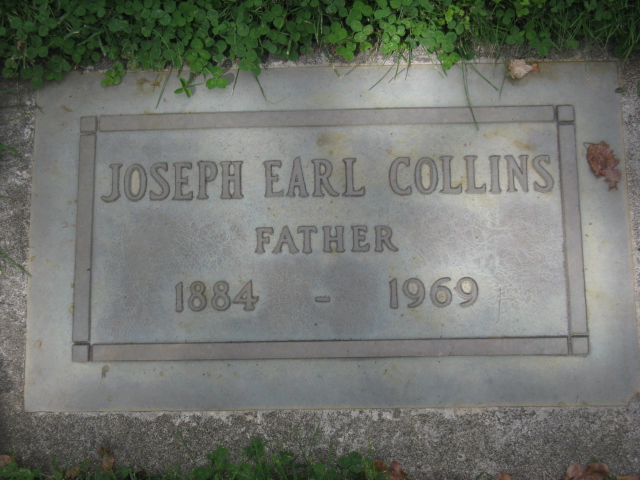 JOSEPH EARL COLLINS
FATHER
1884 - 1969